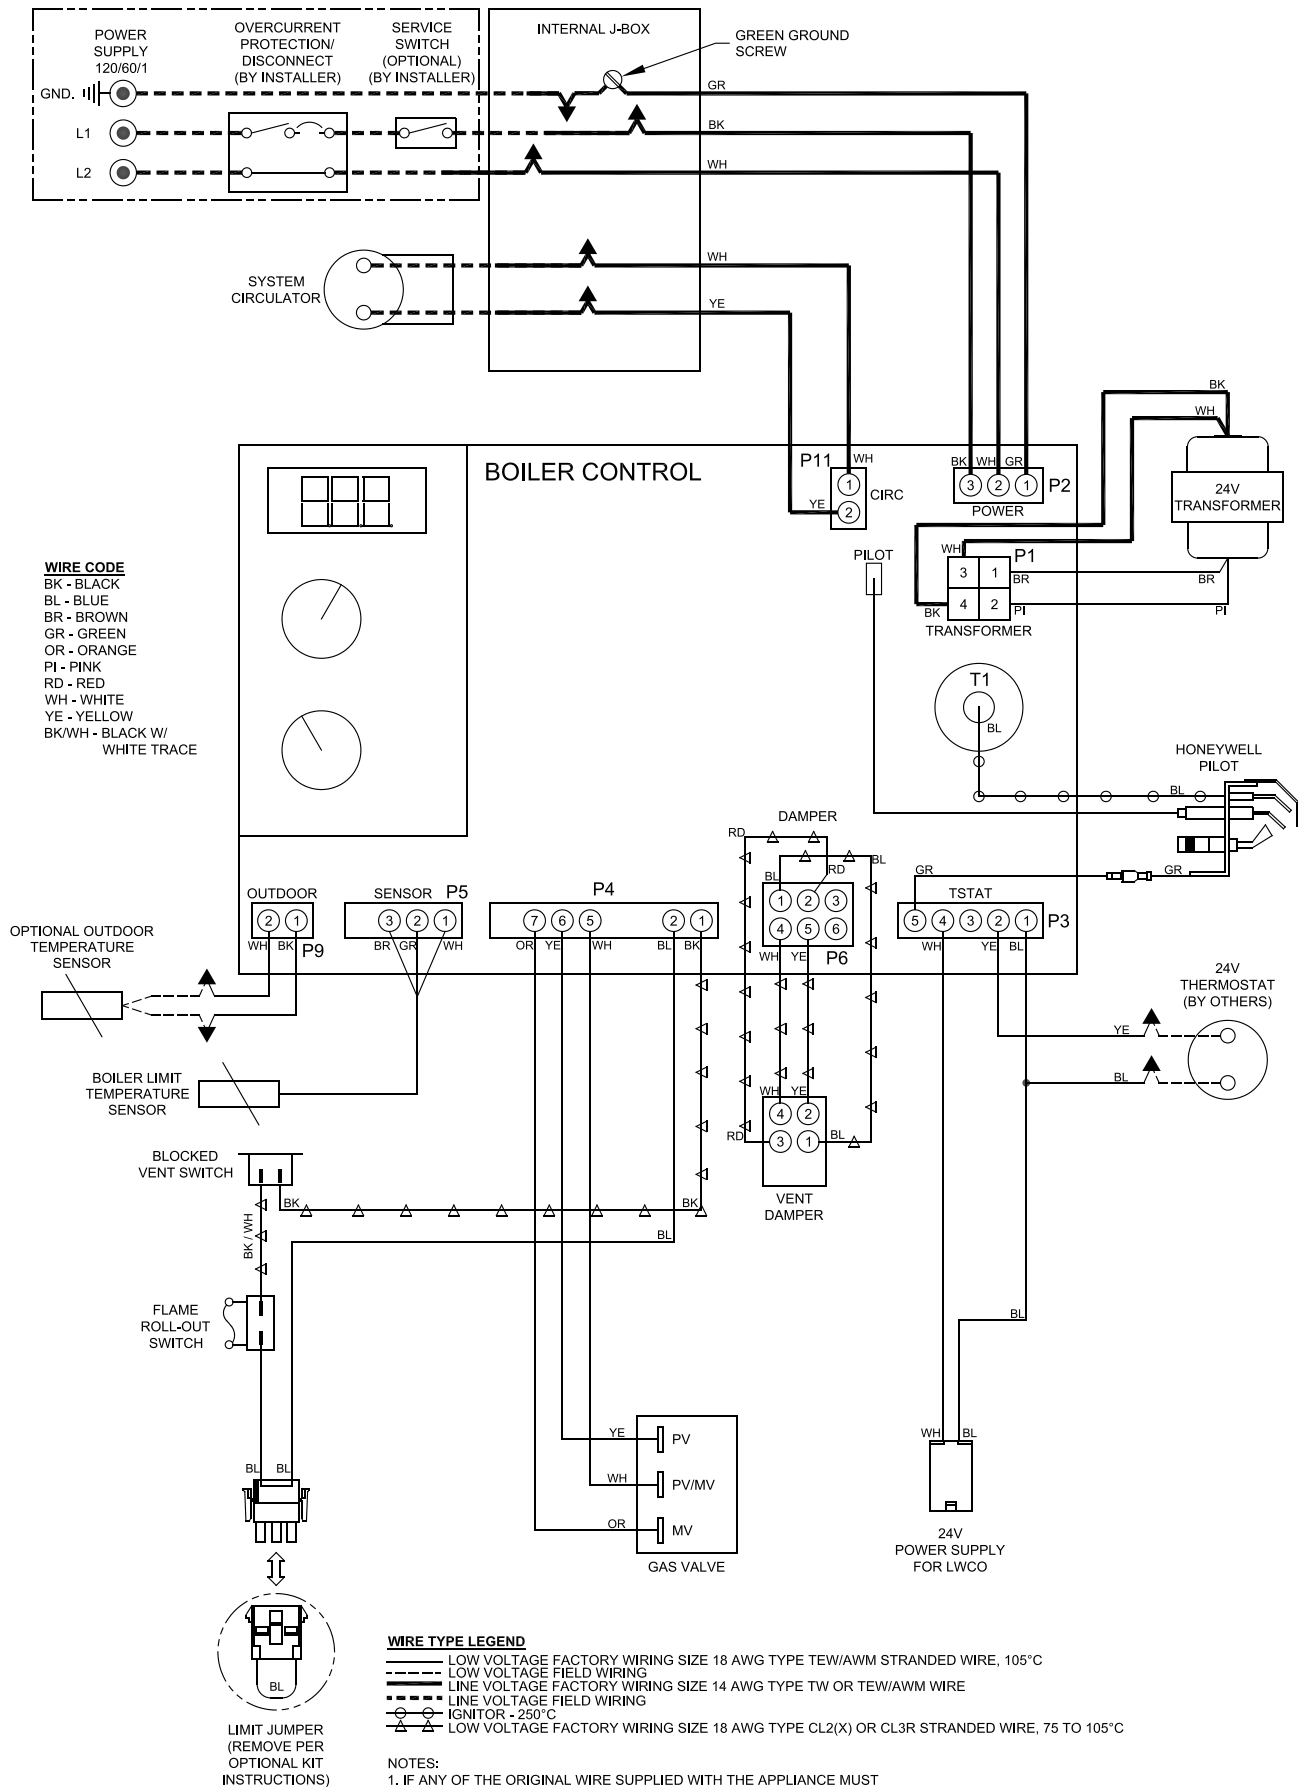 POWER
SUPPLY
120/60/1
OVERCURRENT
PROTECTION/
DISCONNECT
(BY INSTALLER)
SERVICE
SWITCH
(OPTIONAL)
(BY INSTALLER)
INTERNAL J-BOX
GREEN GROUND
SCREW
GND.
GR
L1
BK
L2
WH
SYSTEM
CIRCULATOR
WH
YE
BK
WH
24V
TRANSFORMER
BOILER CONTROL
P11
WH
1
CIRC
YE
2
BK WH GR
3 2 1
P2
POWER
PILOT
WH
P1
3 1
BR
BR
4 2
BK
PI
PI
TRANSFORMER
WIRE CODE
BK - BLACK
BL - BLUE
BR - BROWN
GR - GREEN
OR - ORANGE
PI - PINK
RD - RED
WH - WHITE
YE - YELLOW
BK/WH - BLACK W/
WHITE TRACE
T1
BL
HONEYWELL
PILOT
BL
DAMPER
RD
BL
RD
BL
GR
GR
OUTDOOR
2 1
WH BK
P9
SENSOR
P5
3 2 1
BR GR WH
P4
7 6 5 2 1
OR YE WH BL BK
1 2 3
4 5 6
WH YE
P6
TSTAT
5 4 3 2 1
P3
WH YE BL
OPTIONAL OUTDOOR
TEMPERATURE
SENSOR
24V
THERMOSTAT
(BY OTHERS)
YE
BL
BOILER LIMIT
TEMPERATURE
SENSOR
WH YE
4 2
RD
3 1
BL
VENT
DAMPER
BLOCKED
VENT SWITCH
BK
BK
BK / WH
BL
FLAME
ROLL-OUT
SWITCH
BL
YE
PV
WH
PV/MV
OR
MV
GAS VALVE
WH BL
24V
POWER SUPPLY
FOR LWCO
BL BL
BL
LIMIT JUMPER
(REMOVE PER
OPTIONAL KIT
INSTRUCTIONS)
WIRE TYPE LEGEND
LOW VOLTAGE FACTORY WIRING SIZE 18 AWG TYPE TEW/AWM STRANDED WIRE, 105°C
LOW VOLTAGE FIELD WIRING
LINE VOLTAGE FACTORY WIRING SIZE 14 AWG TYPE TW OR TEW/AWM WIRE
LINE VOLTAGE FIELD WIRING
IGNITOR - 250°C
LOW VOLTAGE FACTORY WIRING SIZE 18 AWG TYPE CL2(X) OR CL3R STRANDED WIRE, 75 TO 105°C
NOTES:
1. IF ANY OF THE ORIGINAL WIRE SUPPLIED WITH THE APPLIANCE MUST